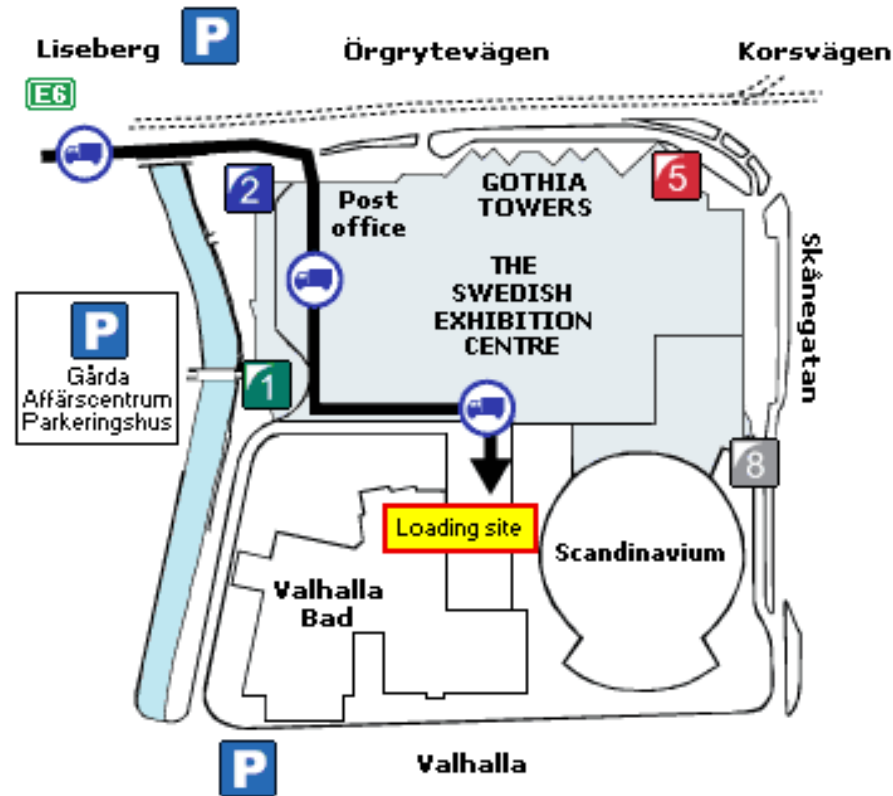 Liseberg
P
Örgrytevägen
Korsvägen
E6
2
Post
office
GOTHIA
TOWERS
5
THE
SWEDISH
EXHIBITION
CENTRE
Skånegatan
P
Gårda
Affärscentrum
Parkeringshus
1
8
Loading site
Scandinavium
Valhalla
Bad
P
Valhalla